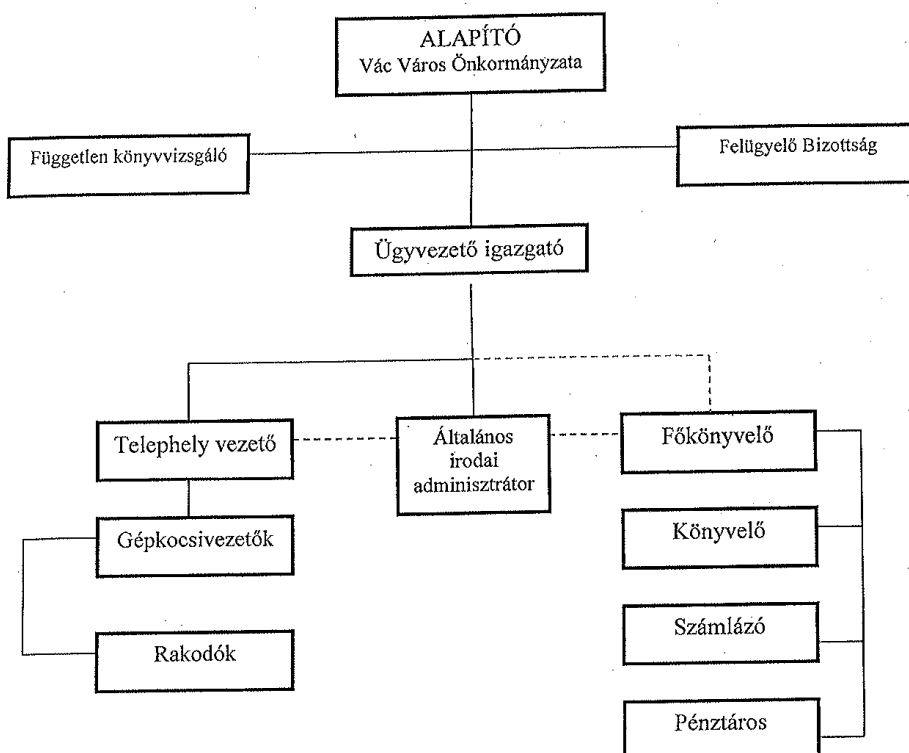 ALAPÍTÓ
Vác Város Önkormányzata
Független könyvvizsgáló
Felügyelő Bizottság
Ügyvezető igazgató
Telephely vezető
Általános
irodai
adminisztrátor
Főkönyvelő
Gépkocsivezetők
Könyvelő
Rakodók
Számlázó
Pénztáros